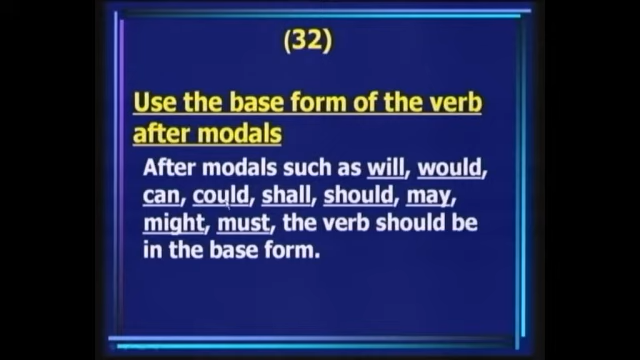 (32)
Use the base form of the verb
after modals
After modals such as will, would,
can, could, shall, should, may,
might, must, the verb should be
in the base form.